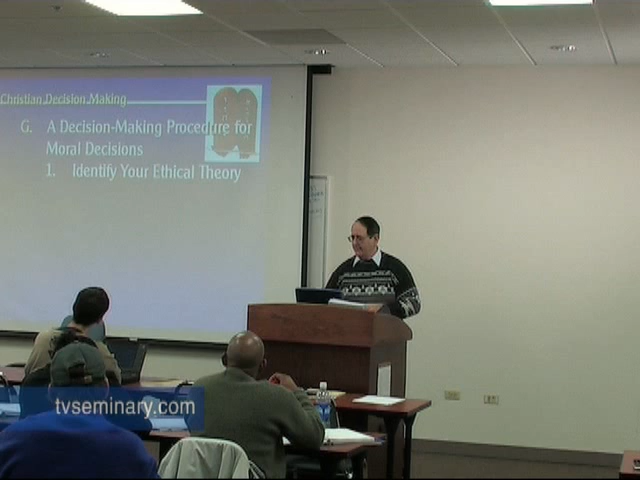 Christian Decision Making
G. A Decision-Making Procedure for
Moral Decisions
1. Identify Your Ethical Theory
tvseminary.com